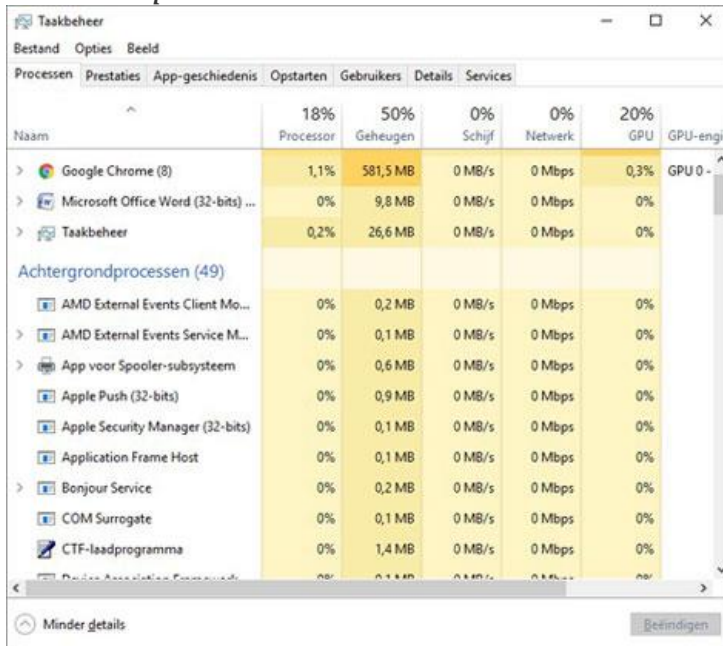 Taakbeheer
Bestand Opties Beeld
Processen Prestaties App-geschiedenis Opstarten Gebruikers Details Services
18% 50% 0% 0% 20%
Naam Processor Geheugen Schijf Netwerk GPU GPU-engi
Google Chrome (8) 1,1% 581,5 MB 0 MB/s 0 Mbps 0,3% GPU 0 -
Microsoft Office Word (32-bits) ... 0% 9,8 MB 0 MB/s 0 Mbps 0%
Taakbeheer 0,2% 26,6 MB 0 MB/s 0 Mbps 0%
Achtergrondprocessen (49)
AMD External Events Client Mo... 0% 0,2 MB 0 MB/s 0 Mbps 0%
AMD External Events Service M... 0% 0,1 MB 0 MB/s 0 Mbps 0%
App voor Spooler-subsysteem 0% 0,6 MB 0 MB/s 0 Mbps 0%
Apple Push (32-bits) 0% 0,9 MB 0 MB/s 0 Mbps 0%
Apple Security Manager (32-bits) 0% 0,1 MB 0 MB/s 0 Mbps 0%
Application Frame Host 0% 0,1 MB 0 MB/s 0 Mbps 0%
Bonjour Service 0% 0,2 MB 0 MB/s 0 Mbps 0%
COM Surrogate 0% 0,1 MB 0 MB/s 0 Mbps 0%
CTF-laadprogramma 0% 1,4 MB 0 MB/s 0 Mbps 0%
Minder details Beëindigen